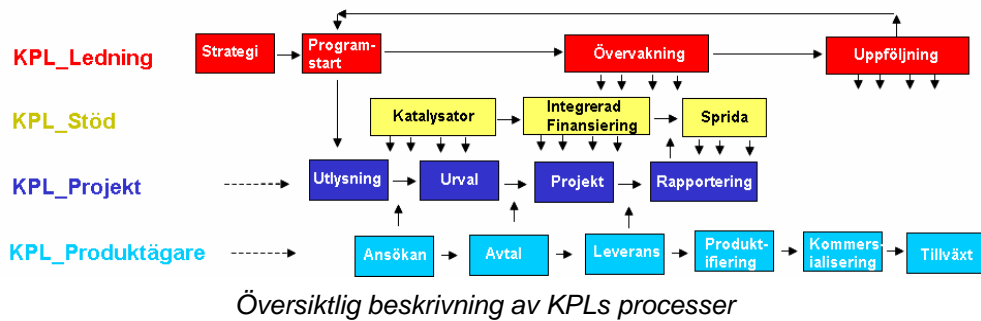 KPL_Ledning
Strategi
Program-
start
Övervakning
Uppföljning
KPL_Stöd
Katalysator
Integrerad
Finansiering
Sprida
KPL_Projekt
Utlysning
Urval
Projekt
Rapportering
KPL_Produktägare
Ansökan
Avtal
Leverans
Produkt-
ifiering
Kommers-
ialisering
Tillväxt
Översiktlig beskrivning av KPLs processer